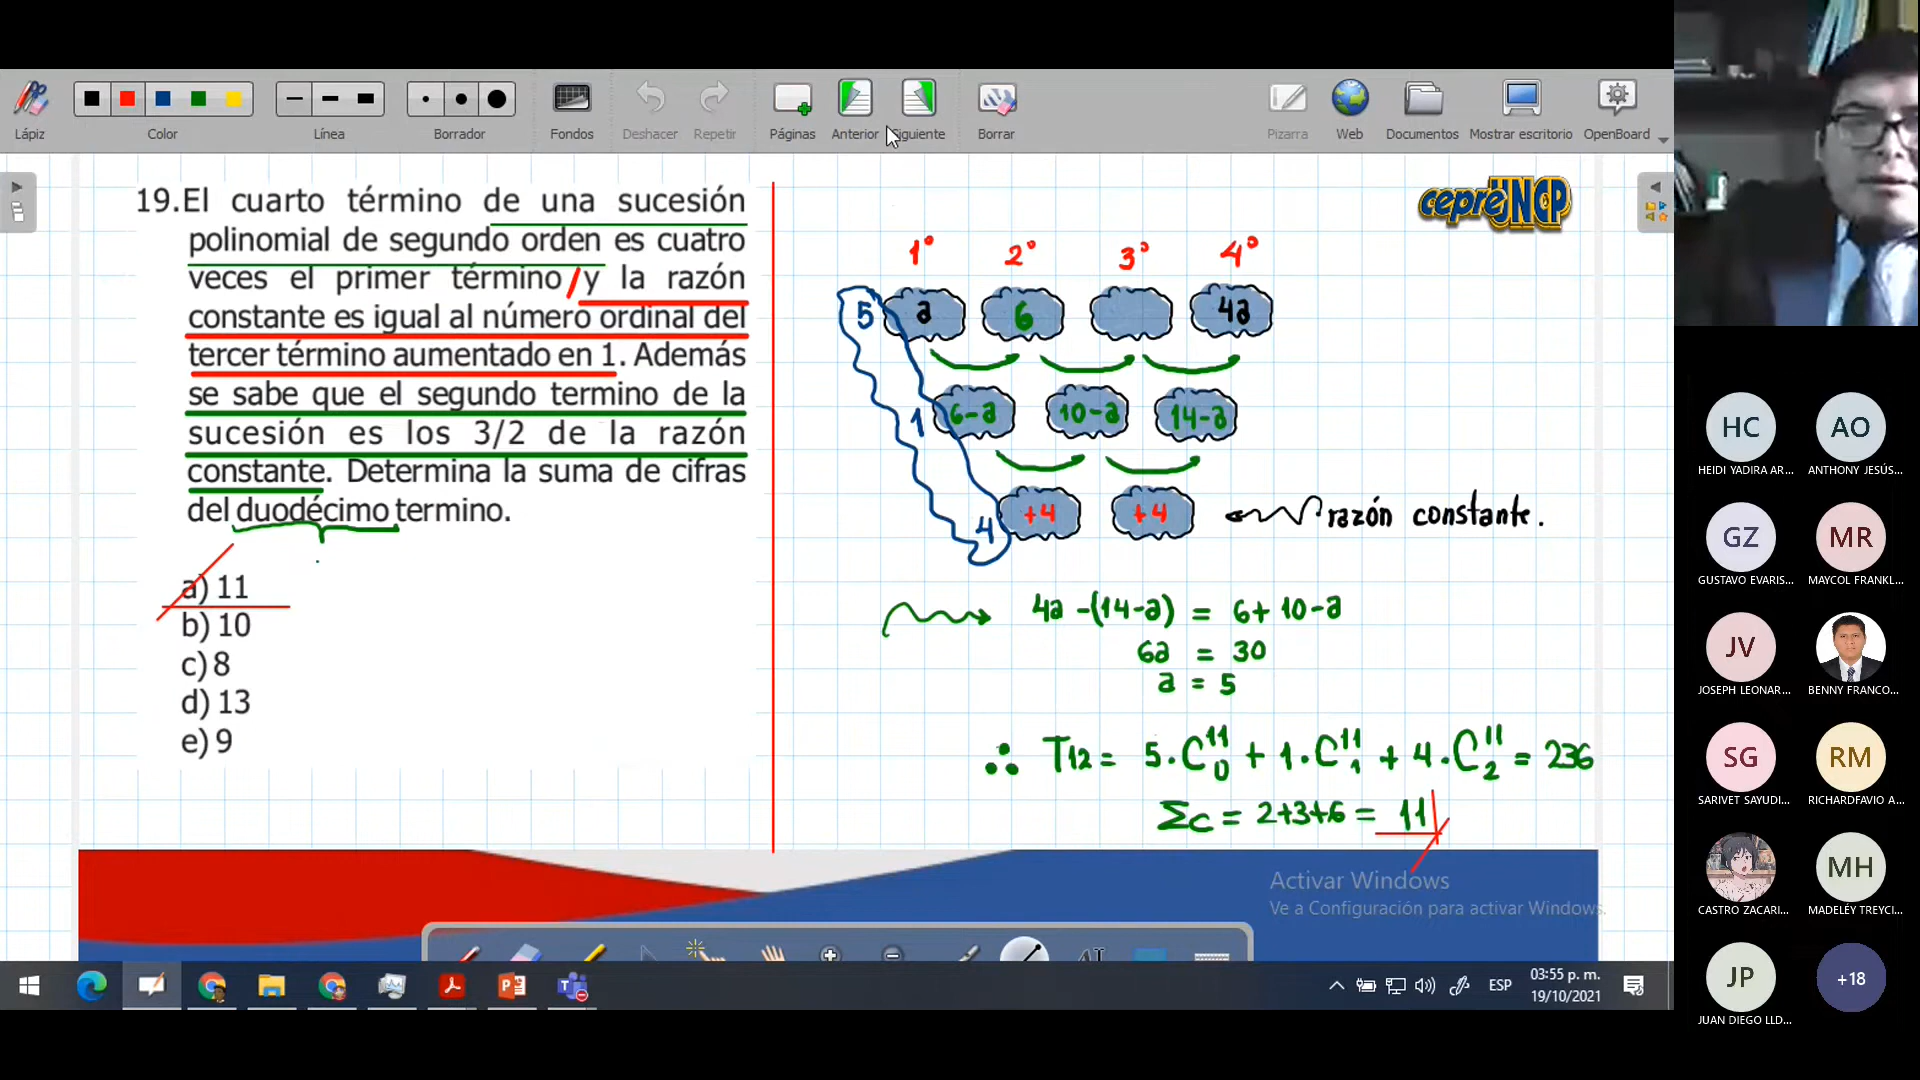 Lápiz
Color
Línea
Borrador
Fondos
Deshacer
Repetir
Páginas
Anterior
Siguiente
Borrar
Pizarra
Web
Documentos
Mostrar escritorio
OpenBoard
19.El cuarto término de una sucesión
polinomial de segundo orden es cuatro
veces el primer término / y la razón
constante es igual al número ordinal del
tercer término aumentado en 1. Además
se sabe que el segundo termino de la
sucesión es los 3/2 de la razón
constante. Determina la suma de cifras
del duodécimo termino.
a) 11
b) 10
c) 8
d) 13
e) 9
cepreUNCP
1° 2° 3° 4°
5 a 6 4a
1 6-a 10-a 14-a
4 +4 +4 razón constante.
4a -(14-a) = 6+10-a
6a = 30
a = 5
∴ T12 = 5·C¹¹₀ + 1·C¹¹₁ + 4·C¹¹₂ = 236
Σc = 2+3+6 = 11
Activar Windows
Ve a Configuración para activar Windows.
ESP
03:55 p. m.
19/10/2021
HC
HEIDI YADIRA AR...
AO
ANTHONY JESÚS...
GZ
GUSTAVO EVARIS...
MR
MAYCOL FRANKL...
JV
JOSEPH LEONAR...
BENNY FRANCO...
SG
SARIVET SAYUDI...
RM
RICHARDFAVIO A...
CASTRO ZACARI...
MH
MADELÉY TREYCI...
JP
JUAN DIEGO LLD...
+18